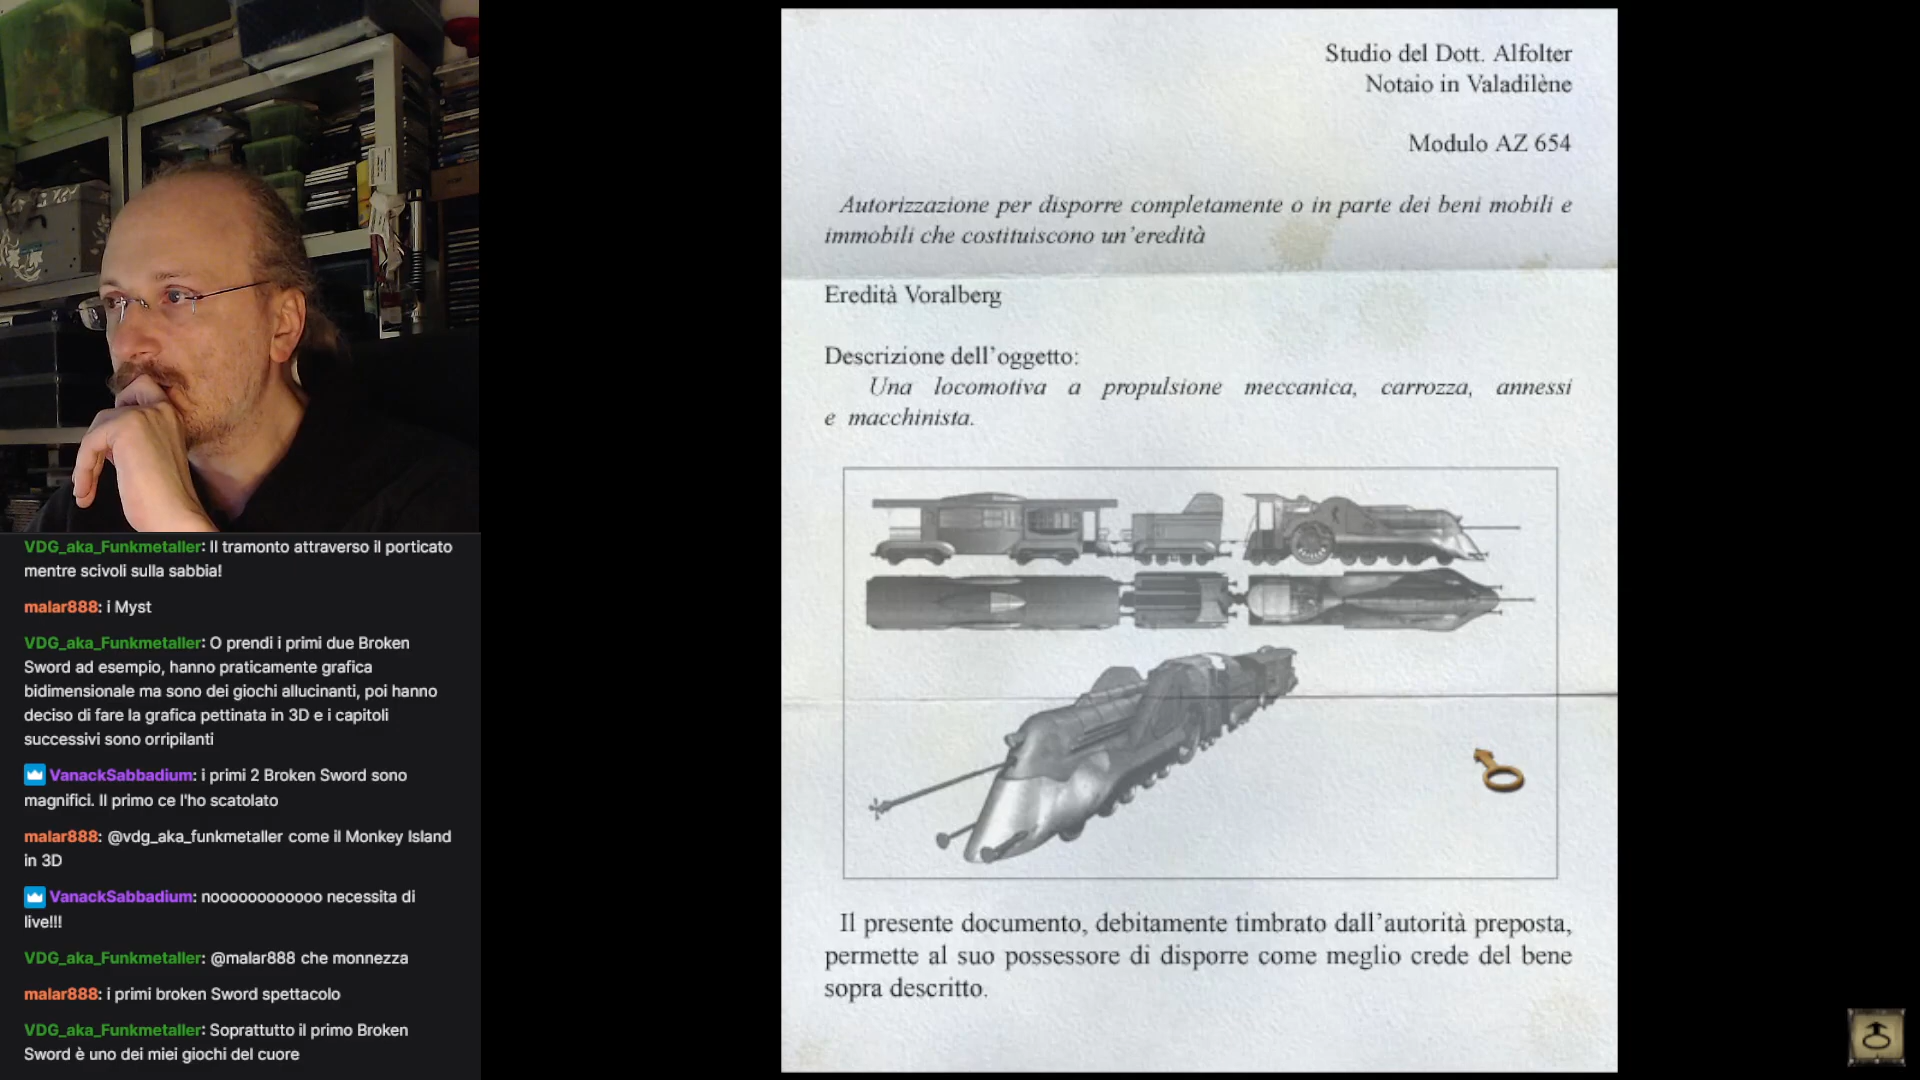 VDG_aka_Funkmetaller: Il tramonto attraverso il porticato
mentre scivoli sulla sabbia!
malar888: i Myst
VDG_aka_Funkmetaller: O prendi i primi due Broken
Sword ad esempio, hanno praticamente grafica
bidimensionale ma sono dei giochi allucinanti, poi hanno
deciso di fare la grafica pettinata in 3D e i capitoli
successivi sono orripilanti
VanackSabbadium: i primi 2 Broken Sword sono
magnifici. Il primo ce l'ho scatolato
malar888: @vdg_aka_funkmetaller come il Monkey Island
in 3D
VanackSabbadium: noooooooooooo necessita di
live!!!
VDG_aka_Funkmetaller: @malar888 che monnezza
malar888: i primi broken Sword spettacolo
VDG_aka_Funkmetaller: Soprattutto il primo Broken
Sword è uno dei miei giochi del cuore
Studio del Dott. Alfolter
Notaio in Valadilène
Modulo AZ 654
Autorizzazione per disporre completamente o in parte dei beni mobili e
immobili che costituiscono un'eredità
Eredità Voralberg
Descrizione dell'oggetto:
Una locomotiva a propulsione meccanica, carrozza, annessi
e macchinista.
Il presente documento, debitamente timbrato dall'autorità preposta,
permette al suo possessore di disporre come meglio crede del bene
sopra descritto.